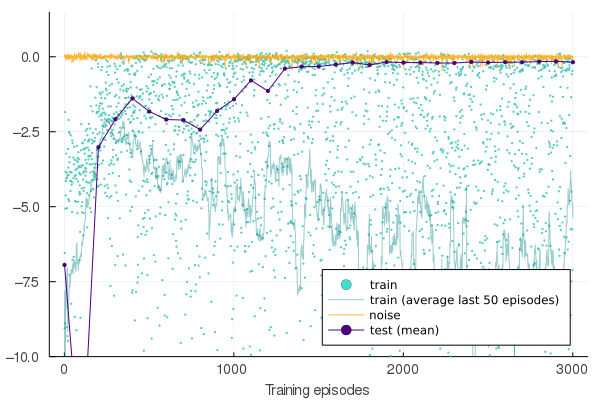 0.0
−2.5
−5.0
−7.5
−10.0
0
1000
2000
3000
Training episodes
train
train (average last 50 episodes)
noise
test (mean)